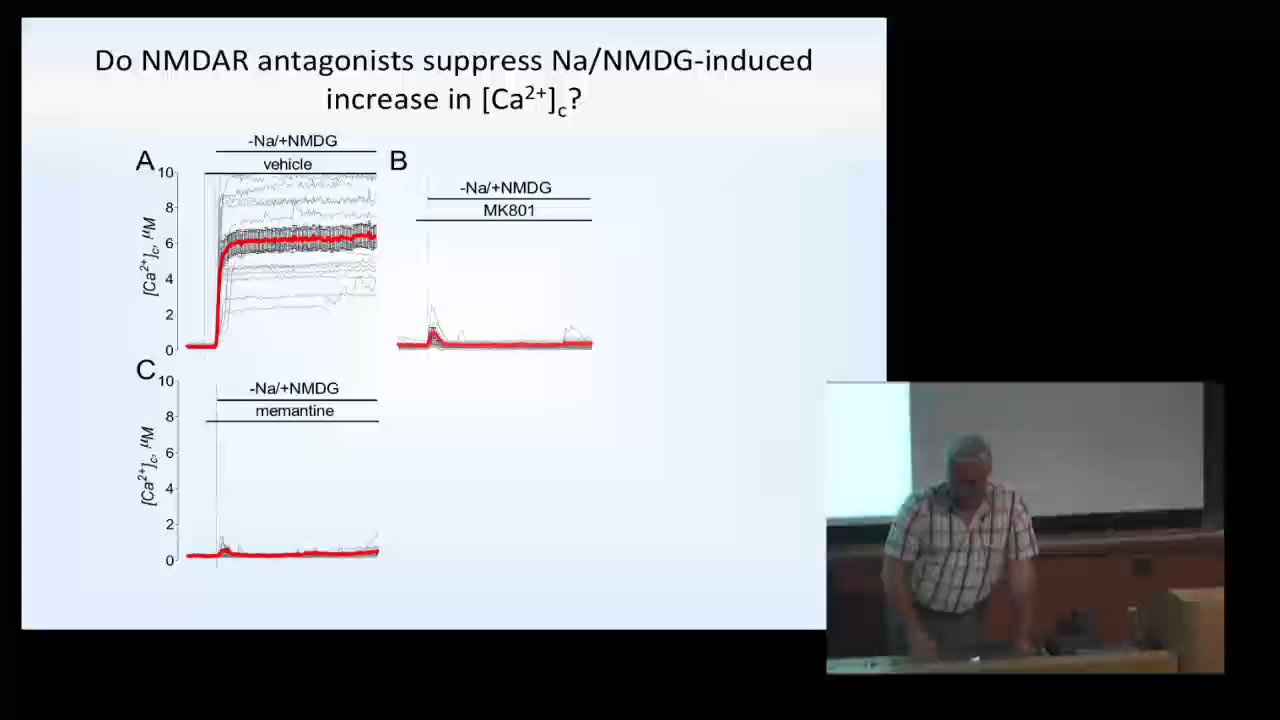 Do NMDAR antagonists suppress Na/NMDG-induced
increase in [Ca²⁺]c?
A
-Na/+NMDG
vehicle
10
8
6
4
2
0
[Ca²⁺]c, µM
B
-Na/+NMDG
MK801
C
-Na/+NMDG
memantine
10
8
6
4
2
0
[Ca²⁺]c, µM